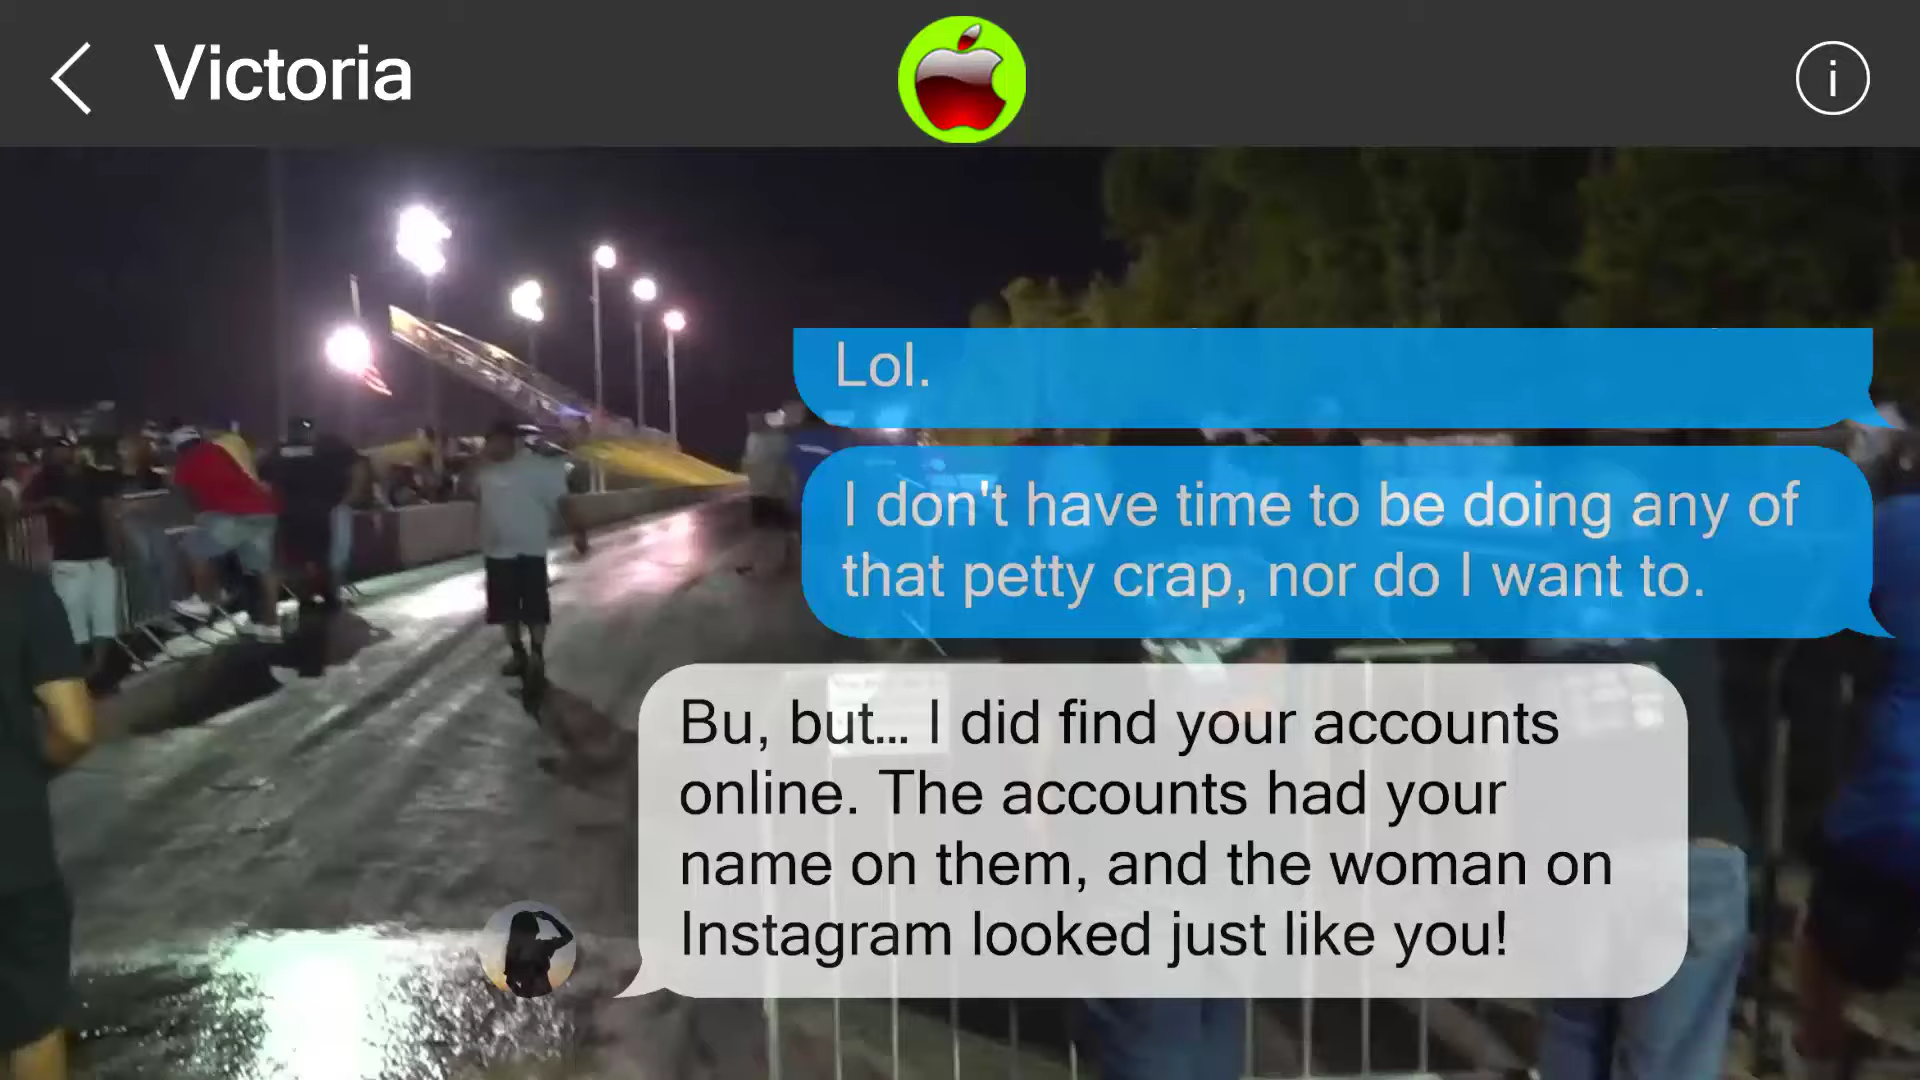 Victoria
Lol.
I don't have time to be doing any of
that petty crap, nor do I want to.
Bu, but... I did find your accounts
online. The accounts had your
name on them, and the woman on
Instagram looked just like you!